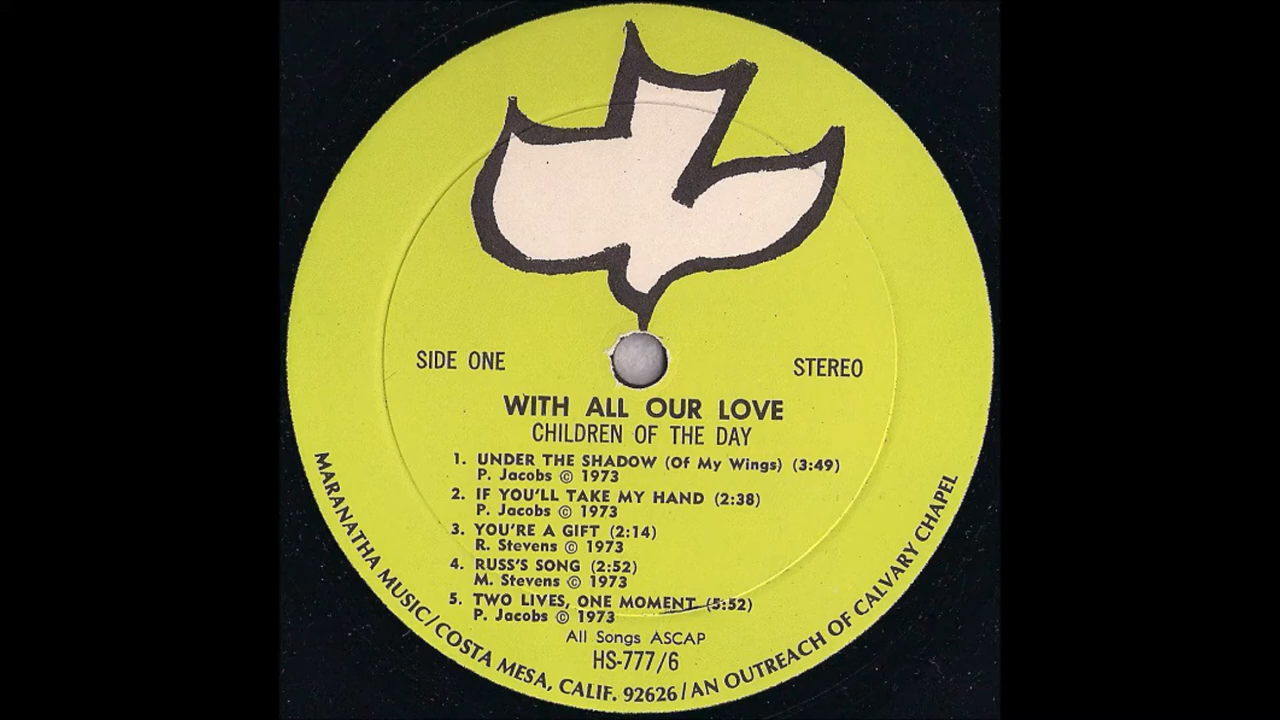 SIDE ONE
STEREO
WITH ALL OUR LOVE
CHILDREN OF THE DAY
1. UNDER THE SHADOW (Of My Wings) (3:49)
P. Jacobs © 1973
2. IF YOU'LL TAKE MY HAND (2:38)
P. Jacobs © 1973
3. YOU'RE A GIFT (2:14)
R. Stevens © 1973
4. RUSS'S SONG (2:52)
M. Stevens © 1973
5. TWO LIVES, ONE MOMENT (5:52)
P. Jacobs © 1973
All Songs ASCAP
HS-777/6
MARANATHA MUSIC/COSTA MESA, CALIF. 92626/AN OUTREACH OF CALVARY CHAPEL